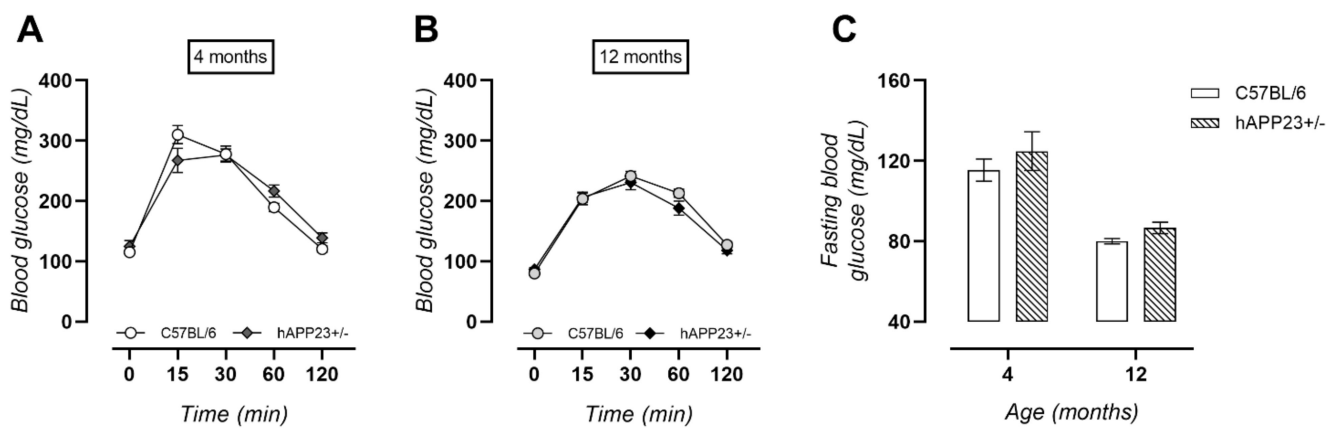 A
4 months
Blood glucose (mg/dL)
400
300
200
100
0
C57BL/6
hAPP23+/-
0 15 30 60 120
Time (min)
B
12 months
Blood glucose (mg/dL)
400
300
200
100
0
C57BL/6
hAPP23+/-
0 15 30 60 120
Time (min)
C
Fasting blood
glucose (mg/dL)
160
120
80
40
C57BL/6
hAPP23+/-
4 12
Age (months)